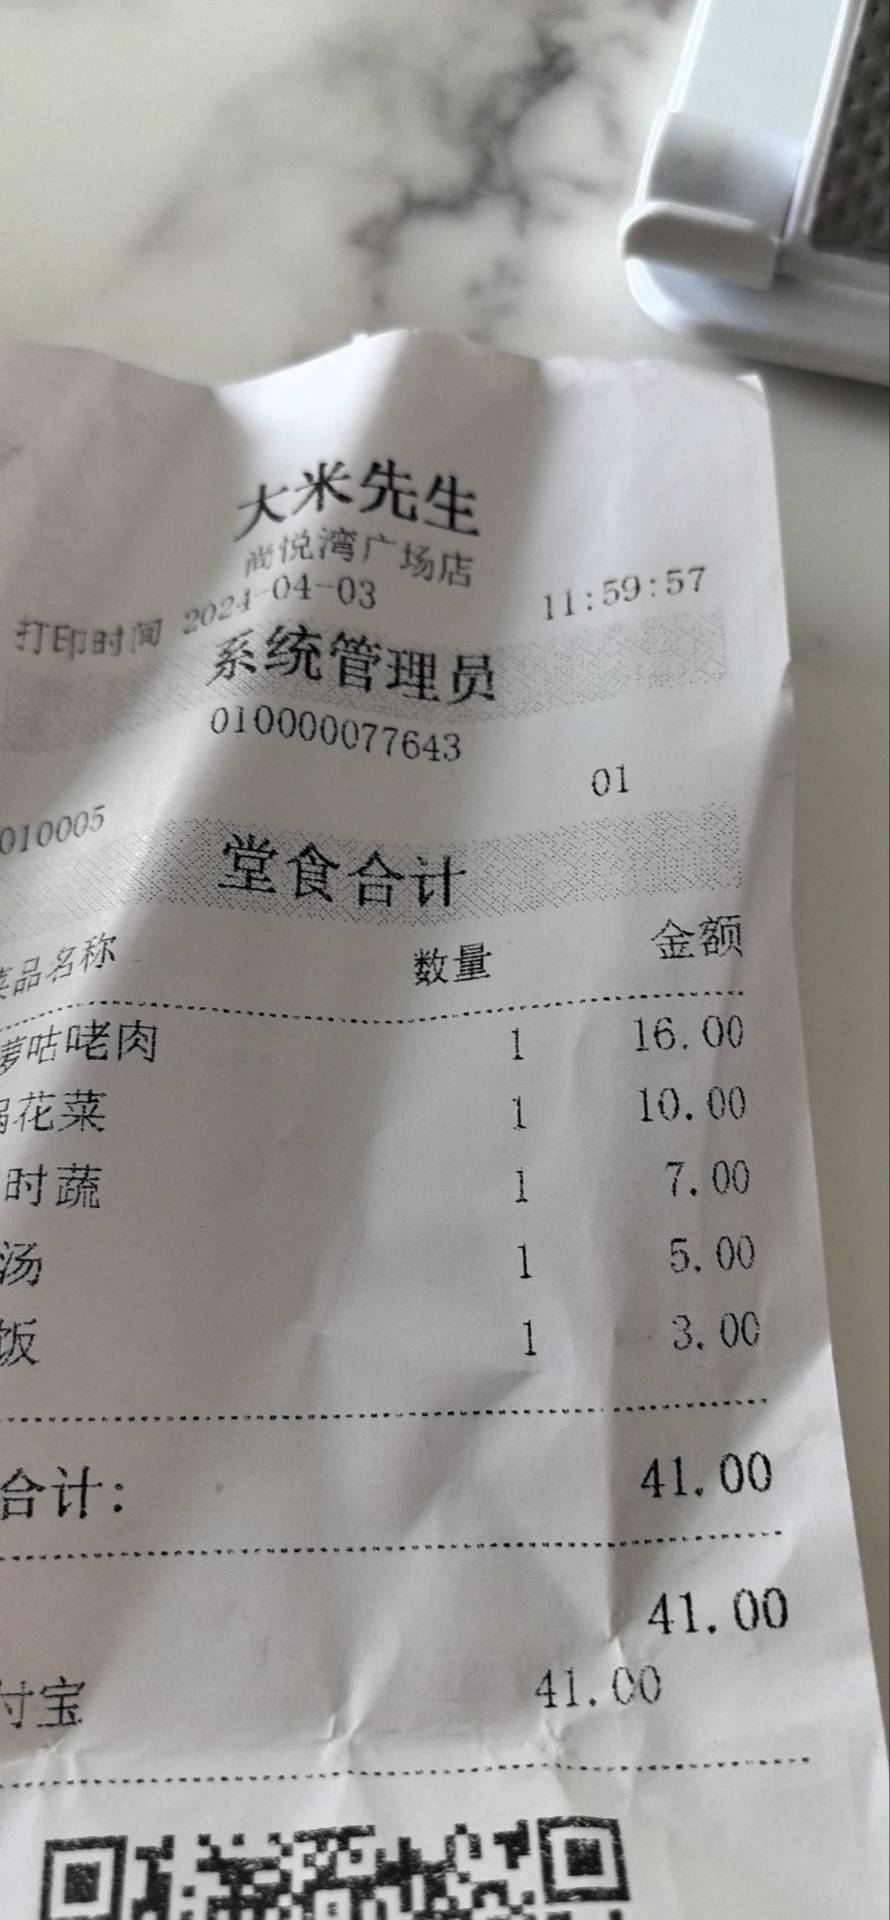 大米先生
尚悦湾广场店
打印时间 2024-04-03 11:59:57
系统管理员
010000077643
01
010005
堂食合计
菜品名称 数量 金额
萝咕咾肉 1 16.00
锅花菜 1 10.00
时蔬 1 7.00
汤 1 5.00
饭 1 3.00
合计: 41.00
41.00
付宝 41.00